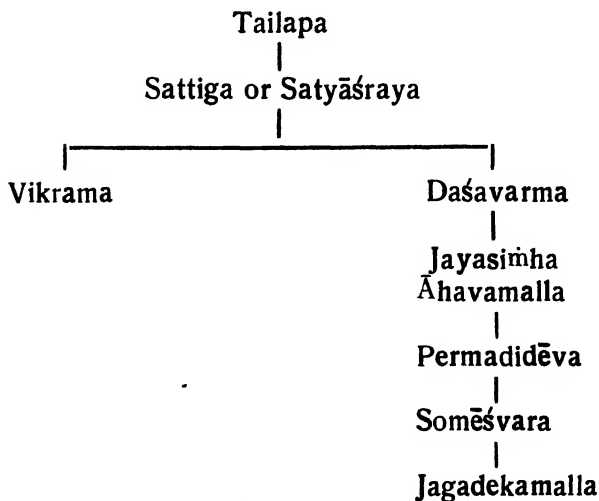 Tailapa
Sattiga or Satyāśraya
Vikrama Daśavarma
Jayasiṁha
Āhavamalla
Permadidēva
Somēśvara
Jagadekamalla